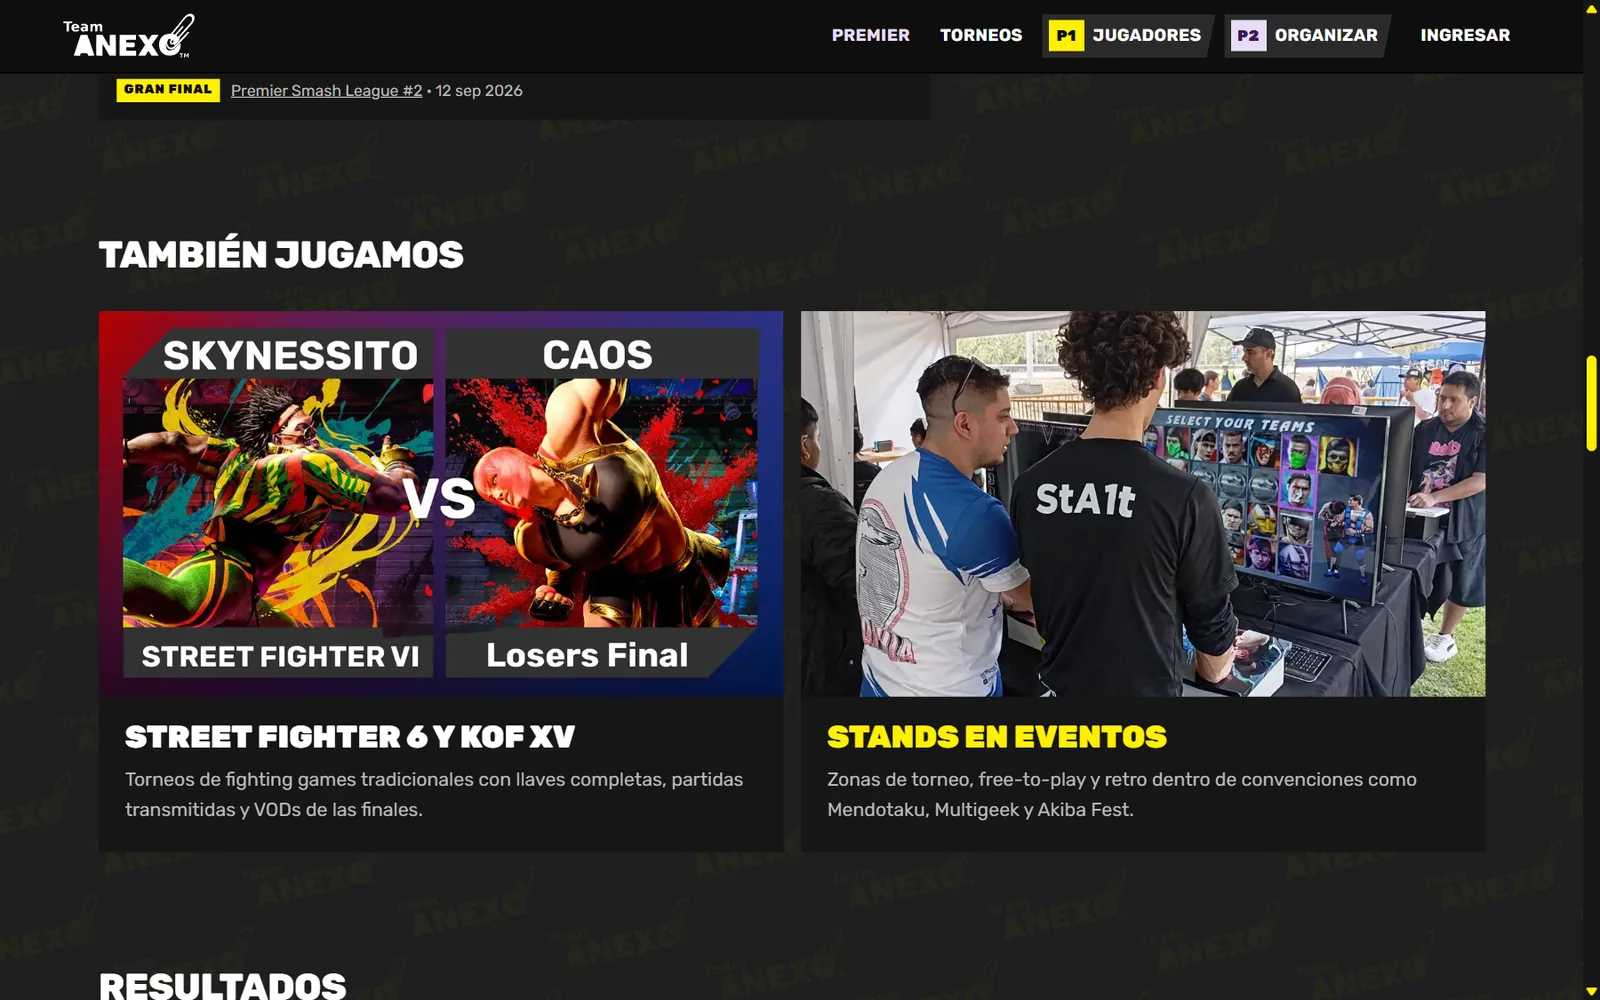 Team
ANEXO
TM
PREMIER
TORNEOS
P1 JUGADORES
P2 ORGANIZAR
INGRESAR
GRAN FINAL Premier Smash League #2 • 12 sep 2026
TAMBIÉN JUGAMOS
SKYNESSITO
CAOS
VS
STREET FIGHTER VI
Losers Final
SELECT YOUR TEAMS
StA1t
STREET FIGHTER 6 Y KOF XV
Torneos de fighting games tradicionales con llaves completas, partidas
transmitidas y VODs de las finales.
STANDS EN EVENTOS
Zonas de torneo, free-to-play y retro dentro de convenciones como
Mendotaku, Multigeek y Akiba Fest.
RESULTADOS